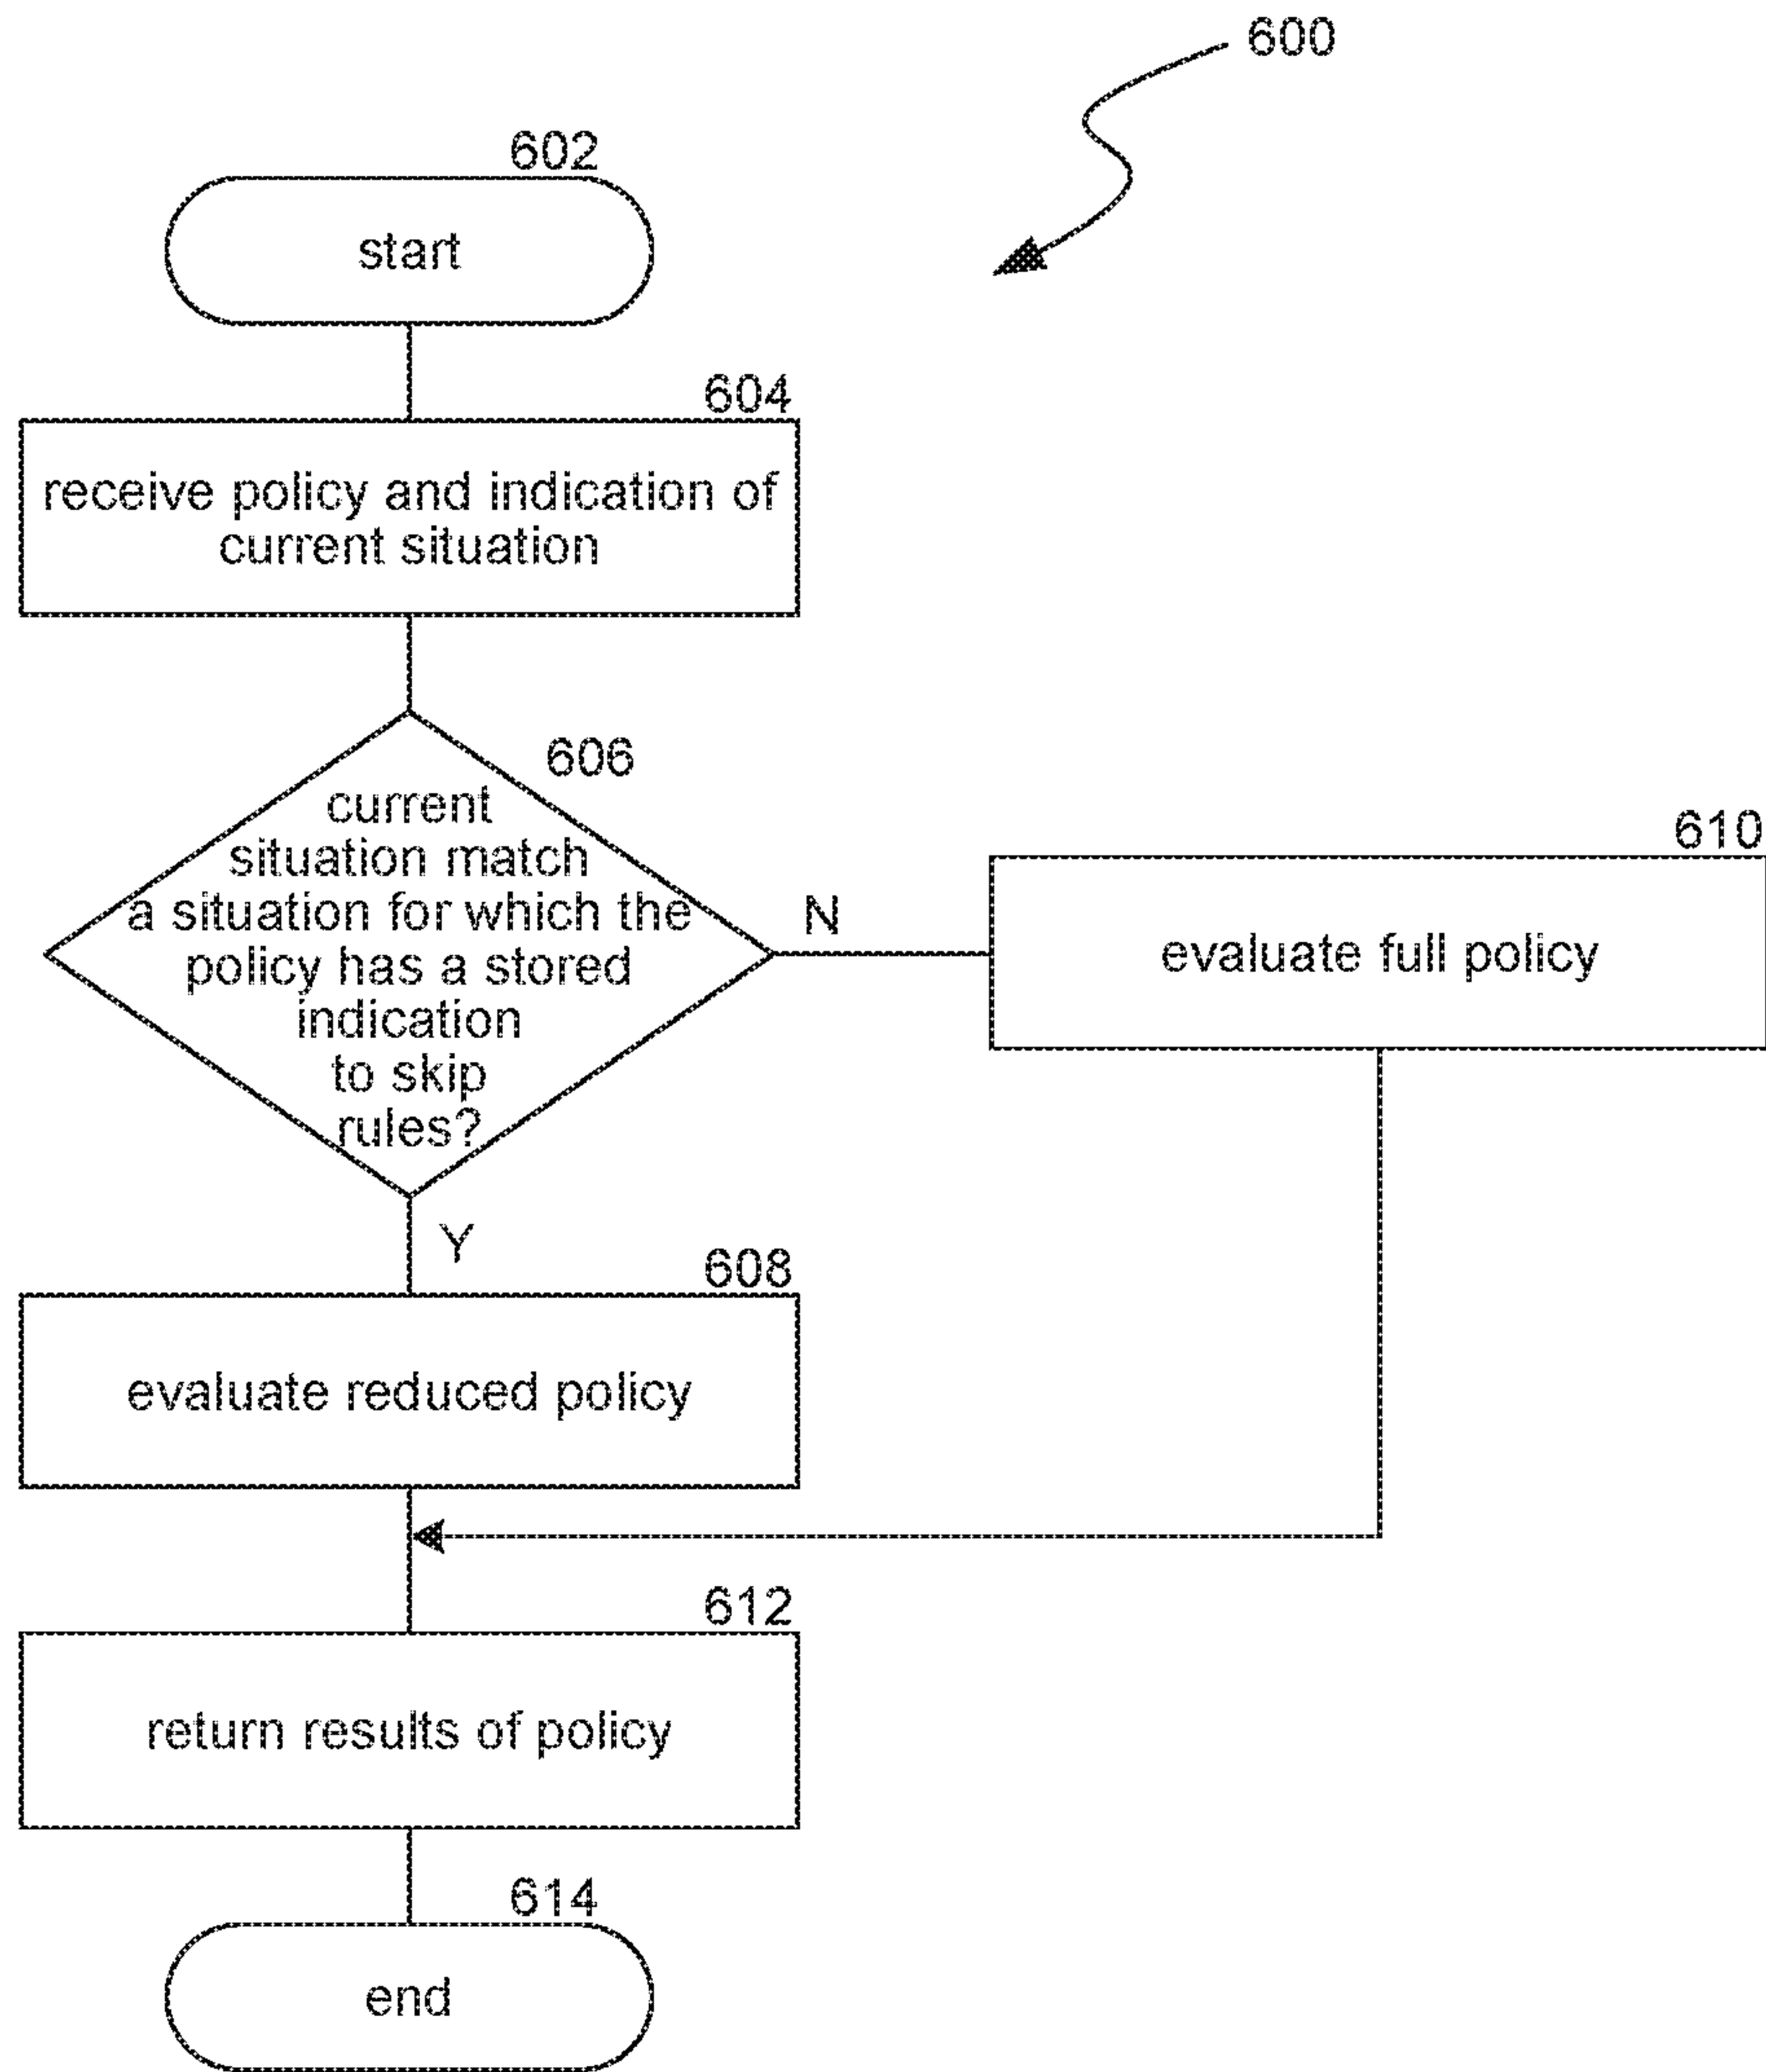 600
602
start
604
receive policy and indication of
current situation
606
current
situation match
a situation for which the
policy has a stored
indication
to skip
rules?
N
610
evaluate full policy
Y
608
evaluate reduced policy
612
return results of policy
614
end